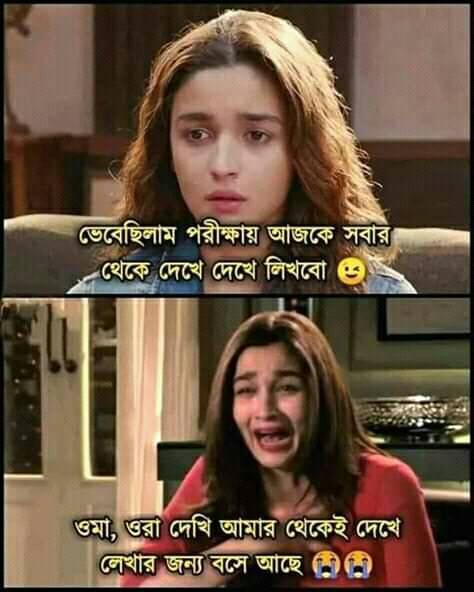 ভেবেছিলাম পরীক্ষায় আজকে সবার
থেকে দেখে দেখে লিখবো 😉
ওমা, ওরা দেখি আমার থেকেই দেখে
লেখার জন্য বসে আছে 😭😭